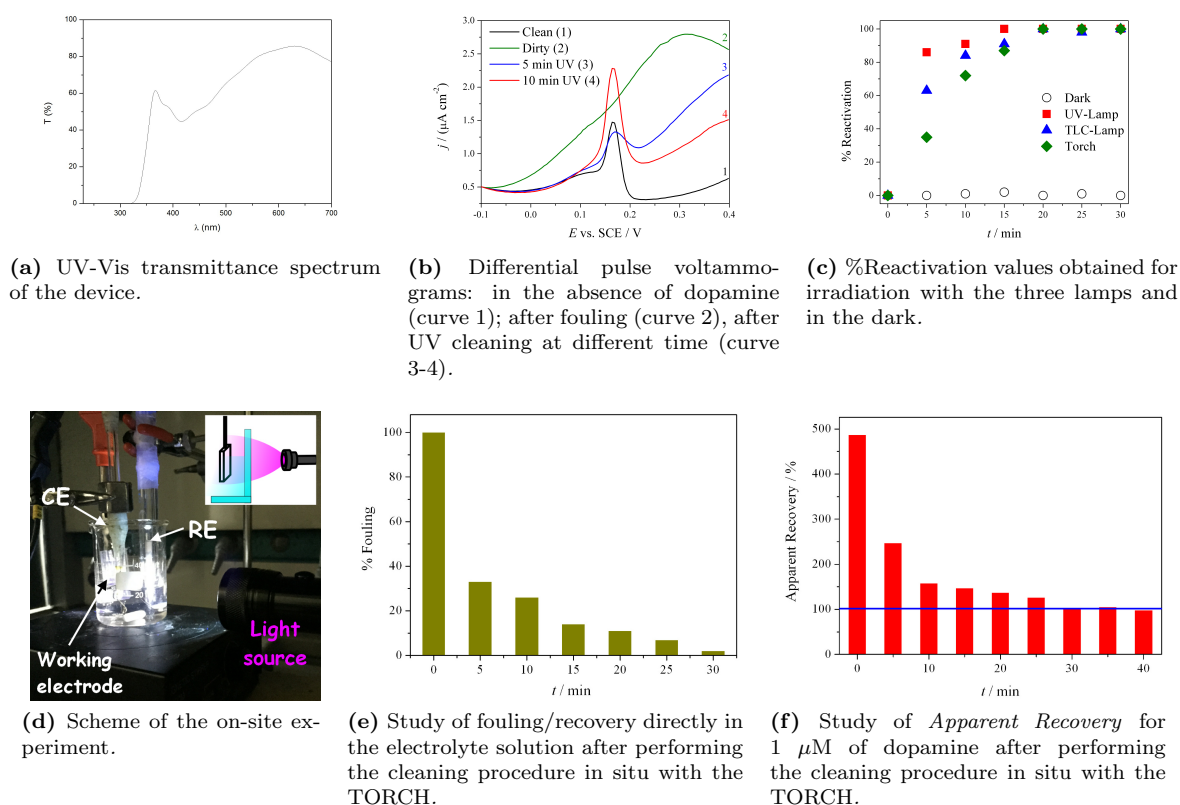 100
80
60
40
20
0
T (%)
300
400
500
600
700
λ (nm)
3.0
2.5
2.0
1.5
1.0
0.5
0.0
j / (μA cm⁻²)
Clean (1)
Dirty (2)
5 min UV (3)
10 min UV (4)
2
3
4
1
-0.1
0.0
0.1
0.2
0.3
0.4
E vs. SCE / V
100
80
60
40
20
0
% Reactivation
Dark
UV-Lamp
TLC-Lamp
Torch
0
5
10
15
20
25
30
t / min
(a) UV-Vis transmittance spectrum
of the device.
(b) Differential pulse voltammo-
grams: in the absence of dopamine
(curve 1); after fouling (curve 2), after
UV cleaning at different time (curve
3-4).
(c) %Reactivation values obtained for
irradiation with the three lamps and
in the dark.
CE
RE
20
Light
source
Working
electrode
(d) Scheme of the on-site ex-
periment.
100
80
60
40
20
0
% Fouling
0
5
10
15
20
25
30
t / min
(e) Study of fouling/recovery directly in
the electrolyte solution after performing
the cleaning procedure in situ with the
TORCH.
500
400
300
200
100
0
Apparent Recovery / %
0
10
20
30
40
t / min
(f) Study of Apparent Recovery for
1 μM of dopamine after performing
the cleaning procedure in situ with the
TORCH.